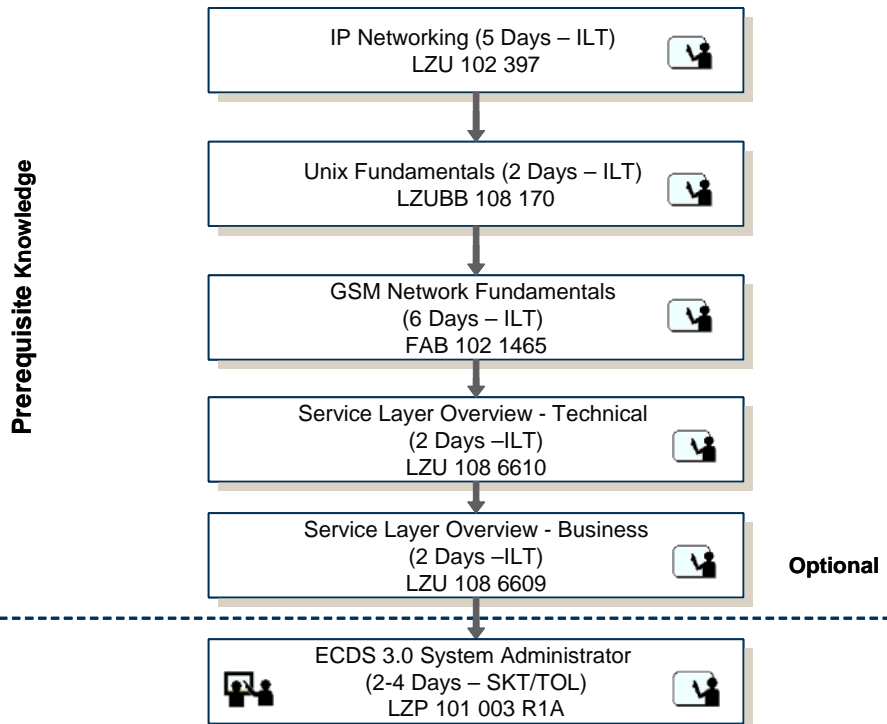 IP Networking (5 Days – ILT)
LZU 102 397
Unix Fundamentals (2 Days – ILT)
LZUBB 108 170
Prerequisite Knowledge
GSM Network Fundamentals
(6 Days – ILT)
FAB 102 1465
Service Layer Overview - Technical
(2 Days –ILT)
LZU 108 6610
Service Layer Overview - Business
(2 Days –ILT)
LZU 108 6609
Optional
ECDS 3.0 System Administrator
(2-4 Days – SKT/TOL)
LZP 101 003 R1A